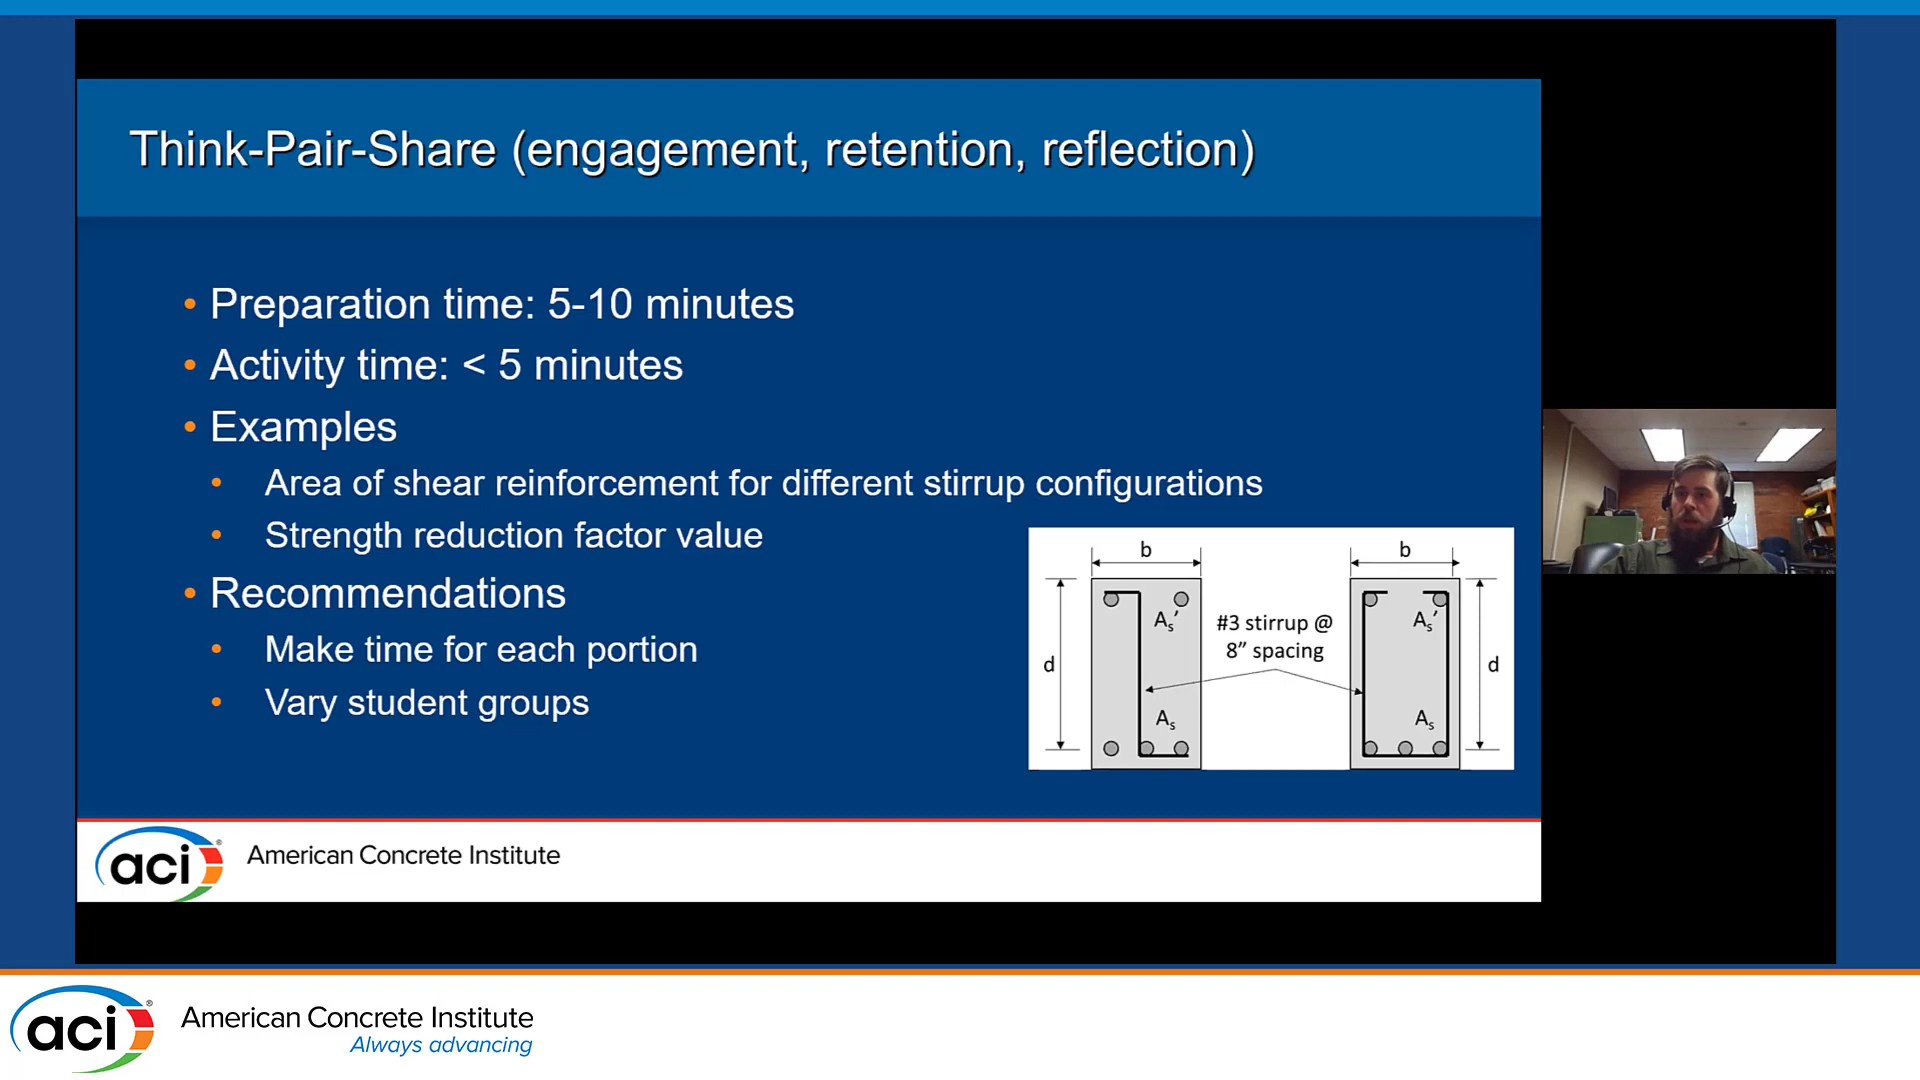 Think-Pair-Share (engagement, retention, reflection)
• Preparation time: 5-10 minutes
• Activity time: < 5 minutes
• Examples
• Area of shear reinforcement for different stirrup configurations
• Strength reduction factor value
• Recommendations
• Make time for each portion
• Vary student groups
b
d
As′
As
#3 stirrup @
8” spacing
b
As′
As
d
aci®
American Concrete Institute
aci®
American Concrete Institute
Always advancing